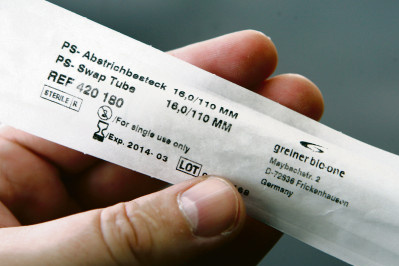 PS- Abstrichbesteck 16,0/110 MM
PS- Swap Tubs 16,0/110 MM
REF 420 180
STERILE R
/For single use only
/Exp. 2014-03
LOT
greiner bio-one
Maybachstr. 2
D-72636 Frickenhausen
Germany